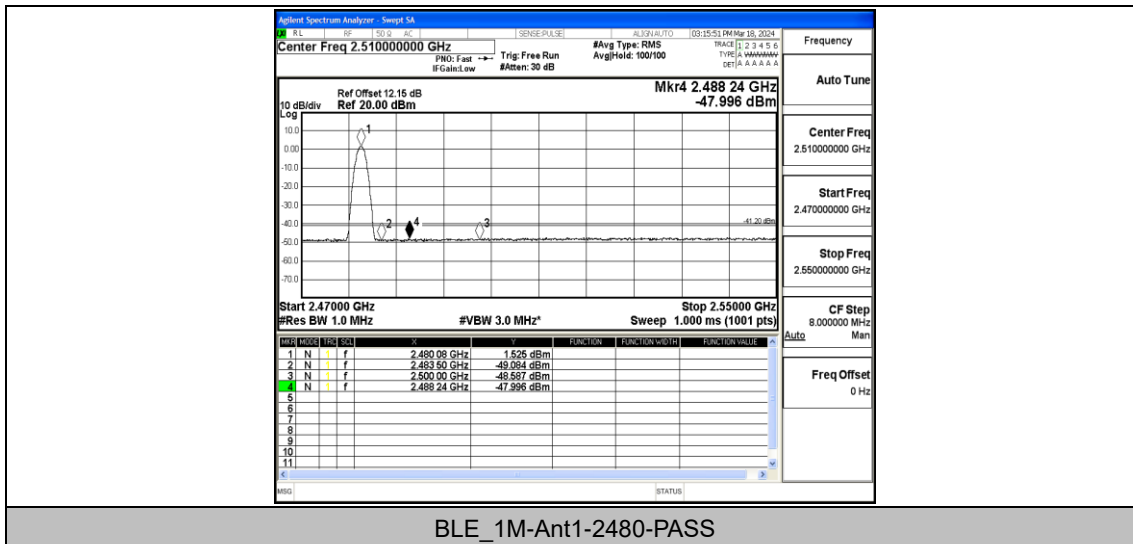 Agilent Spectrum Analyzer - Swept SA
RL RF 50 Ω AC SENSE:PULSE ALIGN AUTO 03:15:51 PM Mar 18, 2024
Center Freq 2.510000000 GHz
PNO: Fast
IFGain:Low
Trig: Free Run
#Atten: 30 dB
#Avg Type: RMS
Avg|Hold: 100/100
TRACE 1 2 3 4 5 6
TYPE A
DET A A A A A A
Ref Offset 12.15 dB
10 dB/div Ref 20.00 dBm
Log
Mkr4 2.488 24 GHz
-47.996 dBm
10.0
0.00
-10.0
-20.0
-30.0
-40.0
-50.0
-60.0
-70.0
1
2
4
3
-41.20 dBm
Start 2.47000 GHz Stop 2.55000 GHz
#Res BW 1.0 MHz #VBW 3.0 MHz* Sweep 1.000 ms (1001 pts)
MKR MODE TRC SCL X Y FUNCTION FUNCTION WIDTH FUNCTION VALUE
1 N 1 f 2.480 08 GHz 1.525 dBm
2 N 1 f 2.483 50 GHz -49.084 dBm
3 N 1 f 2.500 00 GHz -48.587 dBm
4 N 1 f 2.488 24 GHz -47.996 dBm
5
6
7
8
9
10
11
MSG STATUS
Frequency
Auto Tune
Center Freq
2.510000000 GHz
Start Freq
2.470000000 GHz
Stop Freq
2.550000000 GHz
CF Step
8.000000 MHz
Auto Man
Freq Offset
0 Hz
BLE_1M-Ant1-2480-PASS